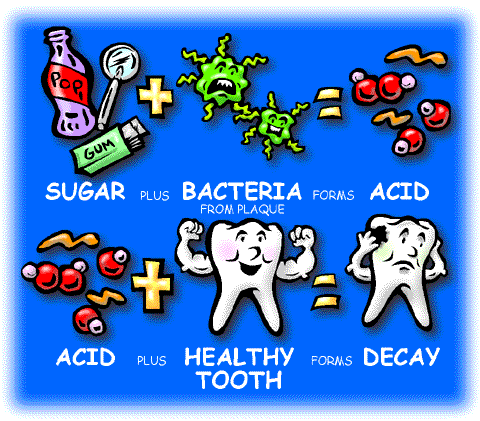 POP
GUM
SUGAR PLUS BACTERIA FORMS ACID
FROM PLAQUE
ACID PLUS HEALTHY FORMS DECAY
TOOTH